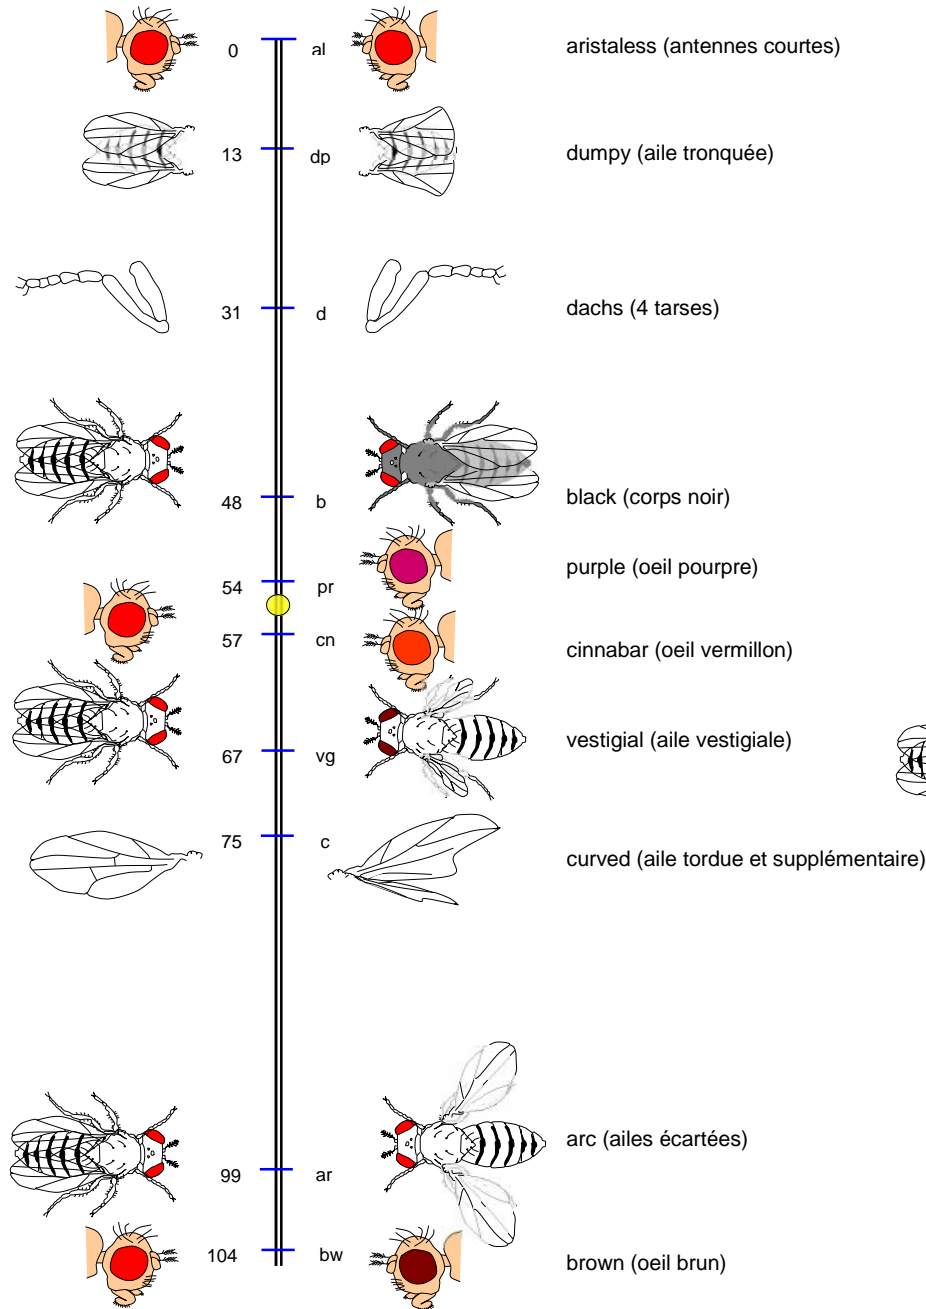 0 al aristaless (antennes courtes)
13 dp dumpy (aile tronquée)
31 d dachs (4 tarses)
48 b black (corps noir)
54 pr purple (oeil pourpre)
57 cn cinnabar (oeil vermillon)
67 vg vestigial (aile vestigiale)
75 c curved (aile tordue et supplémentaire)
99 ar arc (ailes écartées)
104 bw brown (oeil brun)